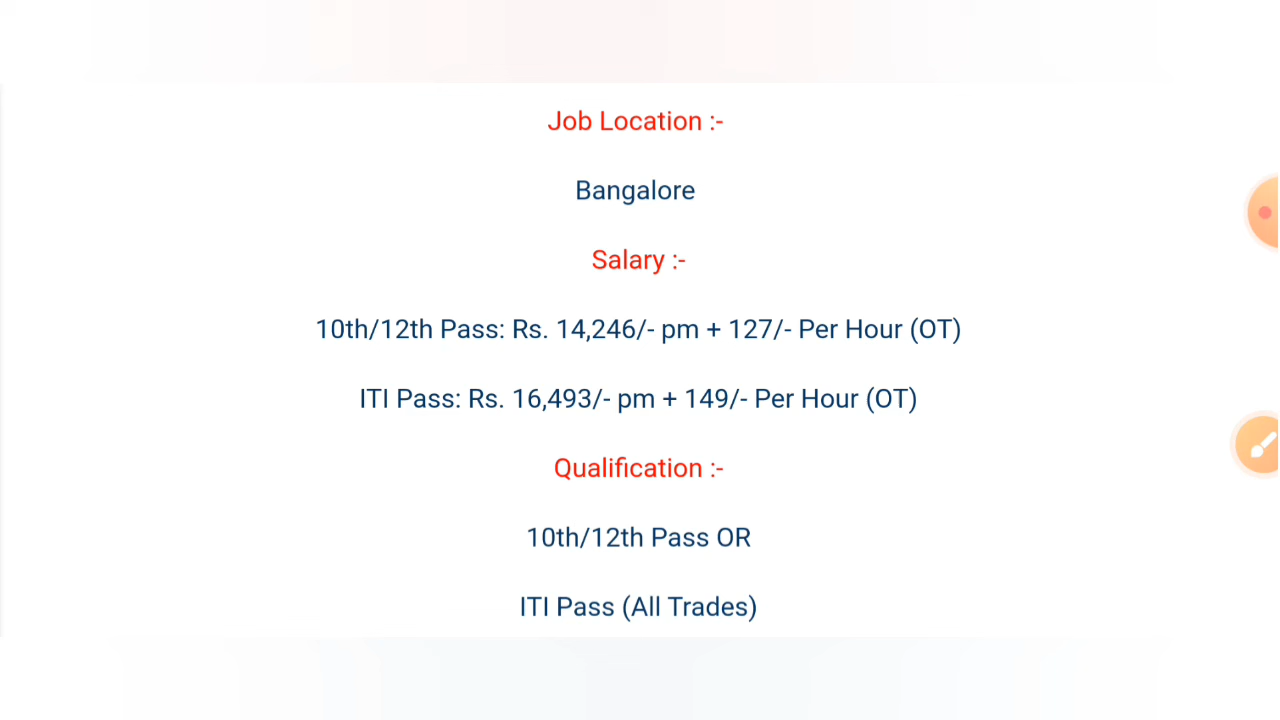 Job Location :-
Bangalore
Salary :-
10th/12th Pass: Rs. 14,246/- pm + 127/- Per Hour (OT)
ITI Pass: Rs. 16,493/- pm + 149/- Per Hour (OT)
Qualification :-
10th/12th Pass OR
ITI Pass (All Trades)